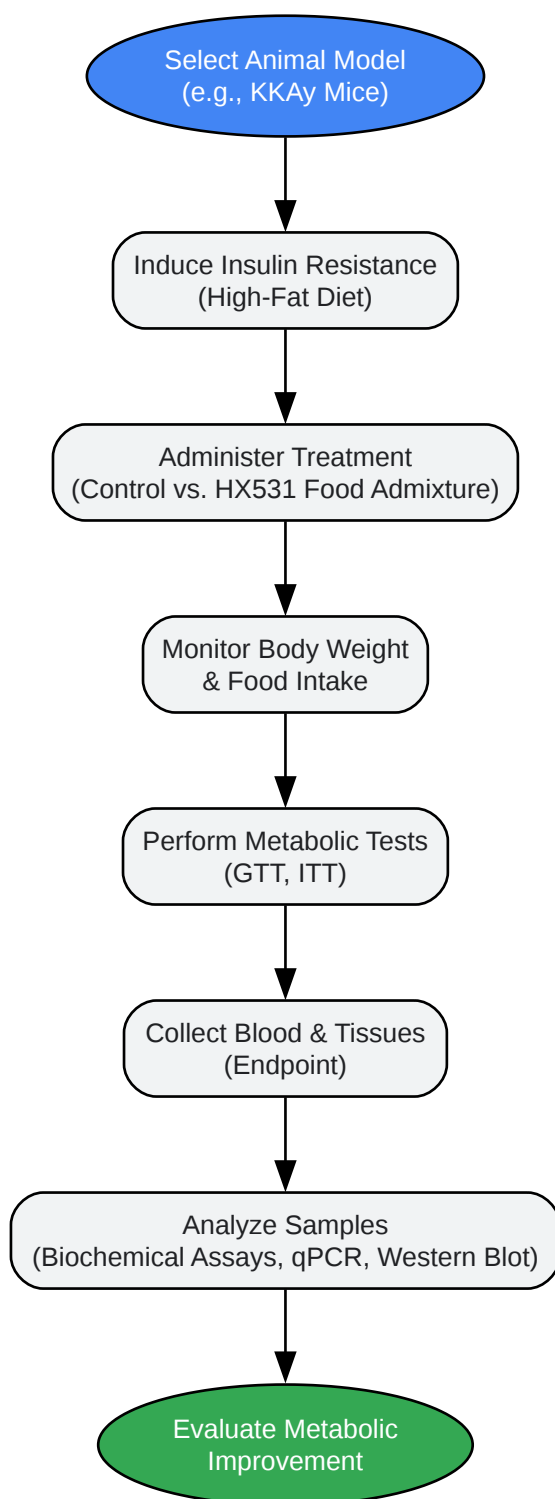 Select Animal Model
(e.g., KKAy Mice)
Induce Insulin Resistance
(High-Fat Diet)
Administer Treatment
(Control vs. HX531 Food Admixture)
Monitor Body Weight
& Food Intake
Perform Metabolic Tests
(GTT, ITT)
Collect Blood & Tissues
(Endpoint)
Analyze Samples
(Biochemical Assays, qPCR, Western Blot)
Evaluate Metabolic
Improvement